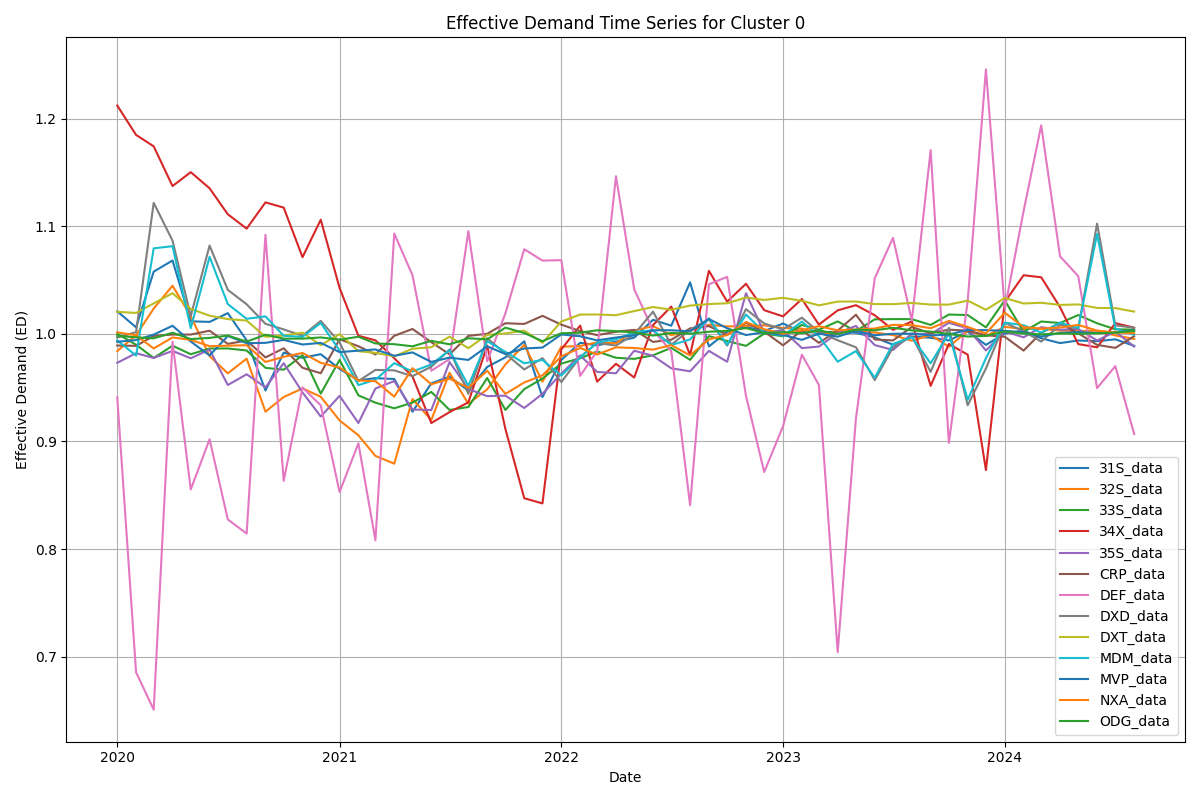 Effective Demand Time Series for Cluster 0
Effective Demand (ED)
1.2
1.1
1.0
0.9
0.8
0.7
2020
2021
2022
2023
2024
Date
31S_data
32S_data
33S_data
34X_data
35S_data
CRP_data
DEF_data
DXD_data
DXT_data
MDM_data
MVP_data
NXA_data
ODG_data